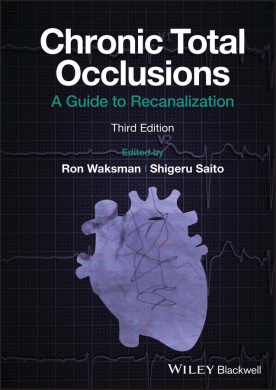 Chronic Total
Occlusions
A Guide to Recanalization
Third Edition
Edited by
Ron Waksman | Shigeru Saito
WILEY Blackwell